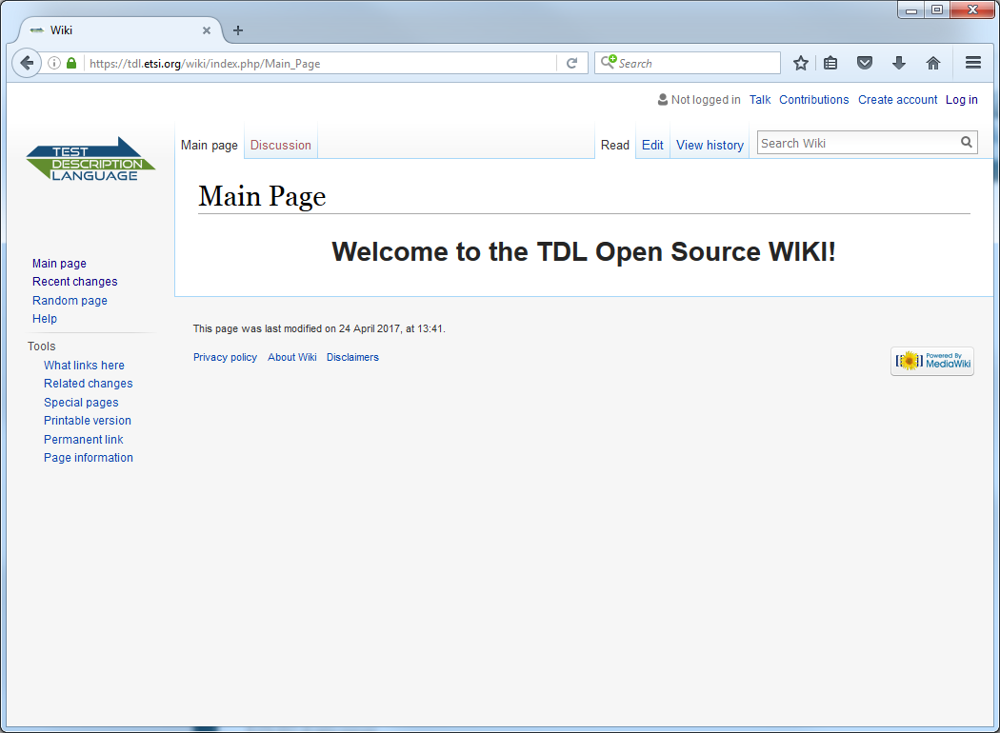 Wiki
https://tdl.etsi.org/wiki/index.php/Main_Page
Search
Not logged in Talk Contributions Create account Log in
TEST
DESCRIPTION
LANGUAGE
Main page Discussion Read Edit View history Search Wiki
Main Page
Welcome to the TDL Open Source WIKI!
Main page
Recent changes
Random page
Help
Tools
What links here
Related changes
Special pages
Printable version
Permanent link
Page information
This page was last modified on 24 April 2017, at 13:41.
Privacy policy About Wiki Disclaimers
Powered By
MediaWiki